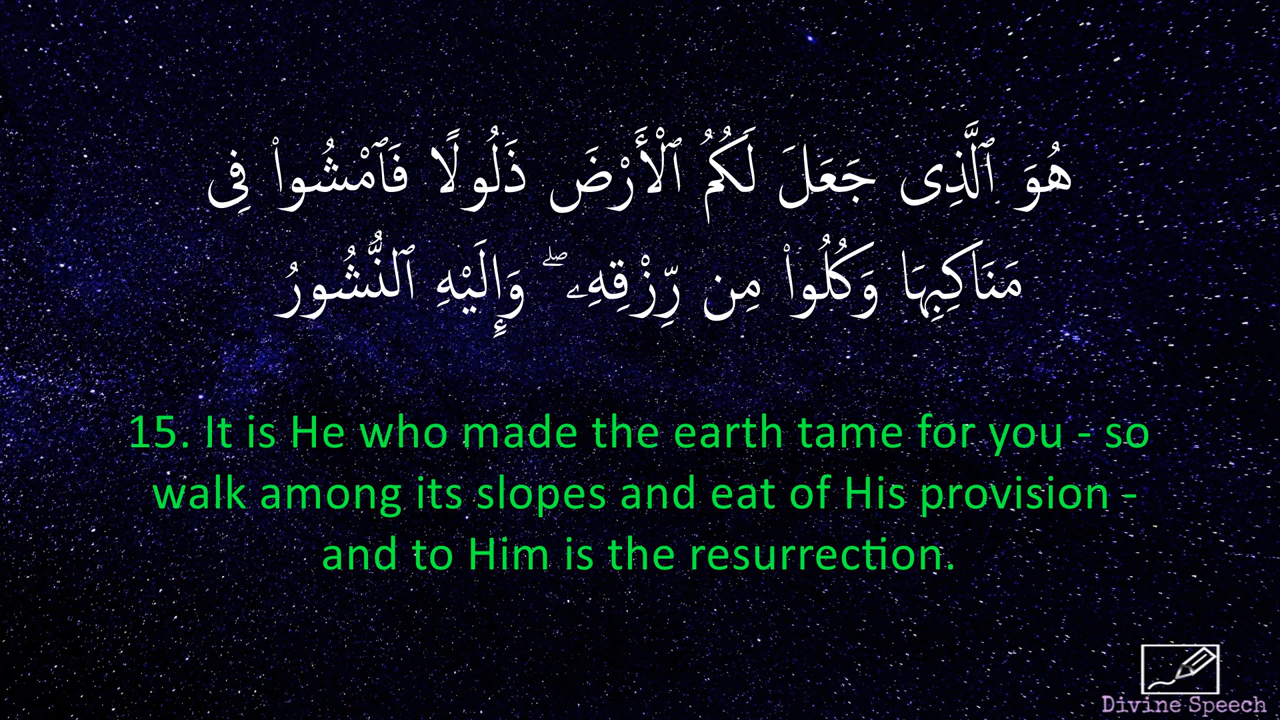 هُوَ ٱلَّذِى جَعَلَ لَكُمُ ٱلْأَرْضَ ذَلُولًا فَٱمْشُوا۟ فِى
مَنَاكِبِهَا وَكُلُوا۟ مِن رِّزْقِهِۦ ۖ وَإِلَيْهِ ٱلنُّشُورُ
15. It is He who made the earth tame for you - so
walk among its slopes and eat of His provision -
and to Him is the resurrection.
Divine Speech